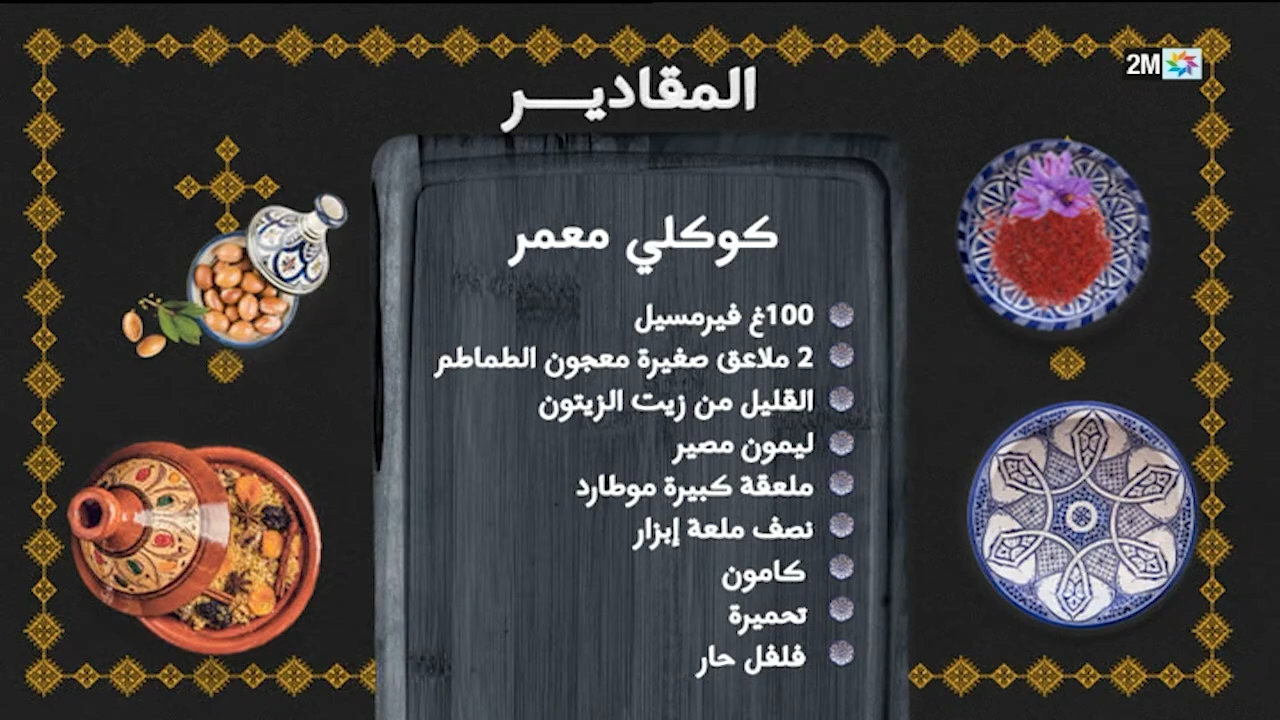 2M
المقاديـــر
كوكلي معمر
100غ فيرمسيل
2 ملاعق صغيرة معجون الطماطم
القليل من زيت الزيتون
ليمون مصير
ملعقة كبيرة موطارد
نصف ملعة إبزار
كامون
تحميرة
فلفل حار